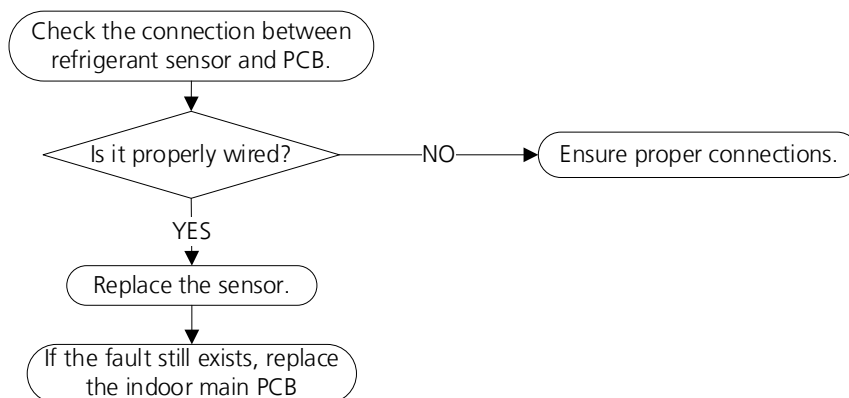 Check the connection between
refrigerant sensor and PCB.
Is it properly wired?
NO
Ensure proper connections.
YES
Replace the sensor.
If the fault still exists, replace
the indoor main PCB